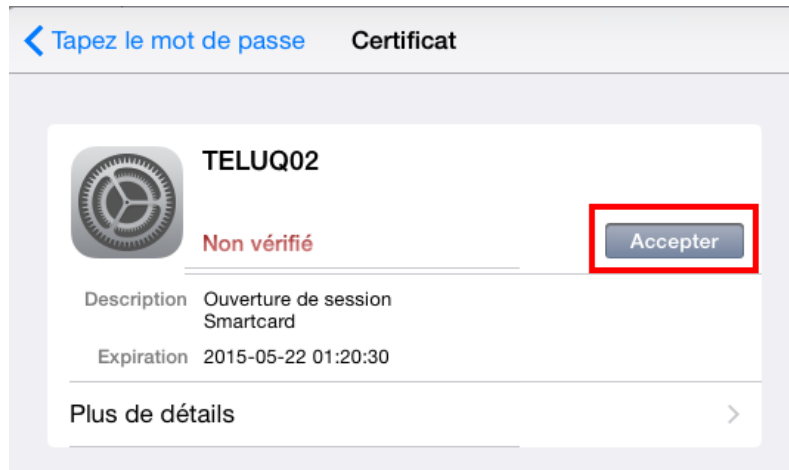 Tapez le mot de passe Certificat
TELUQ02
Non vérifié
Accepter
Description Ouverture de session
Smartcard
Expiration 2015-05-22 01:20:30
Plus de détails